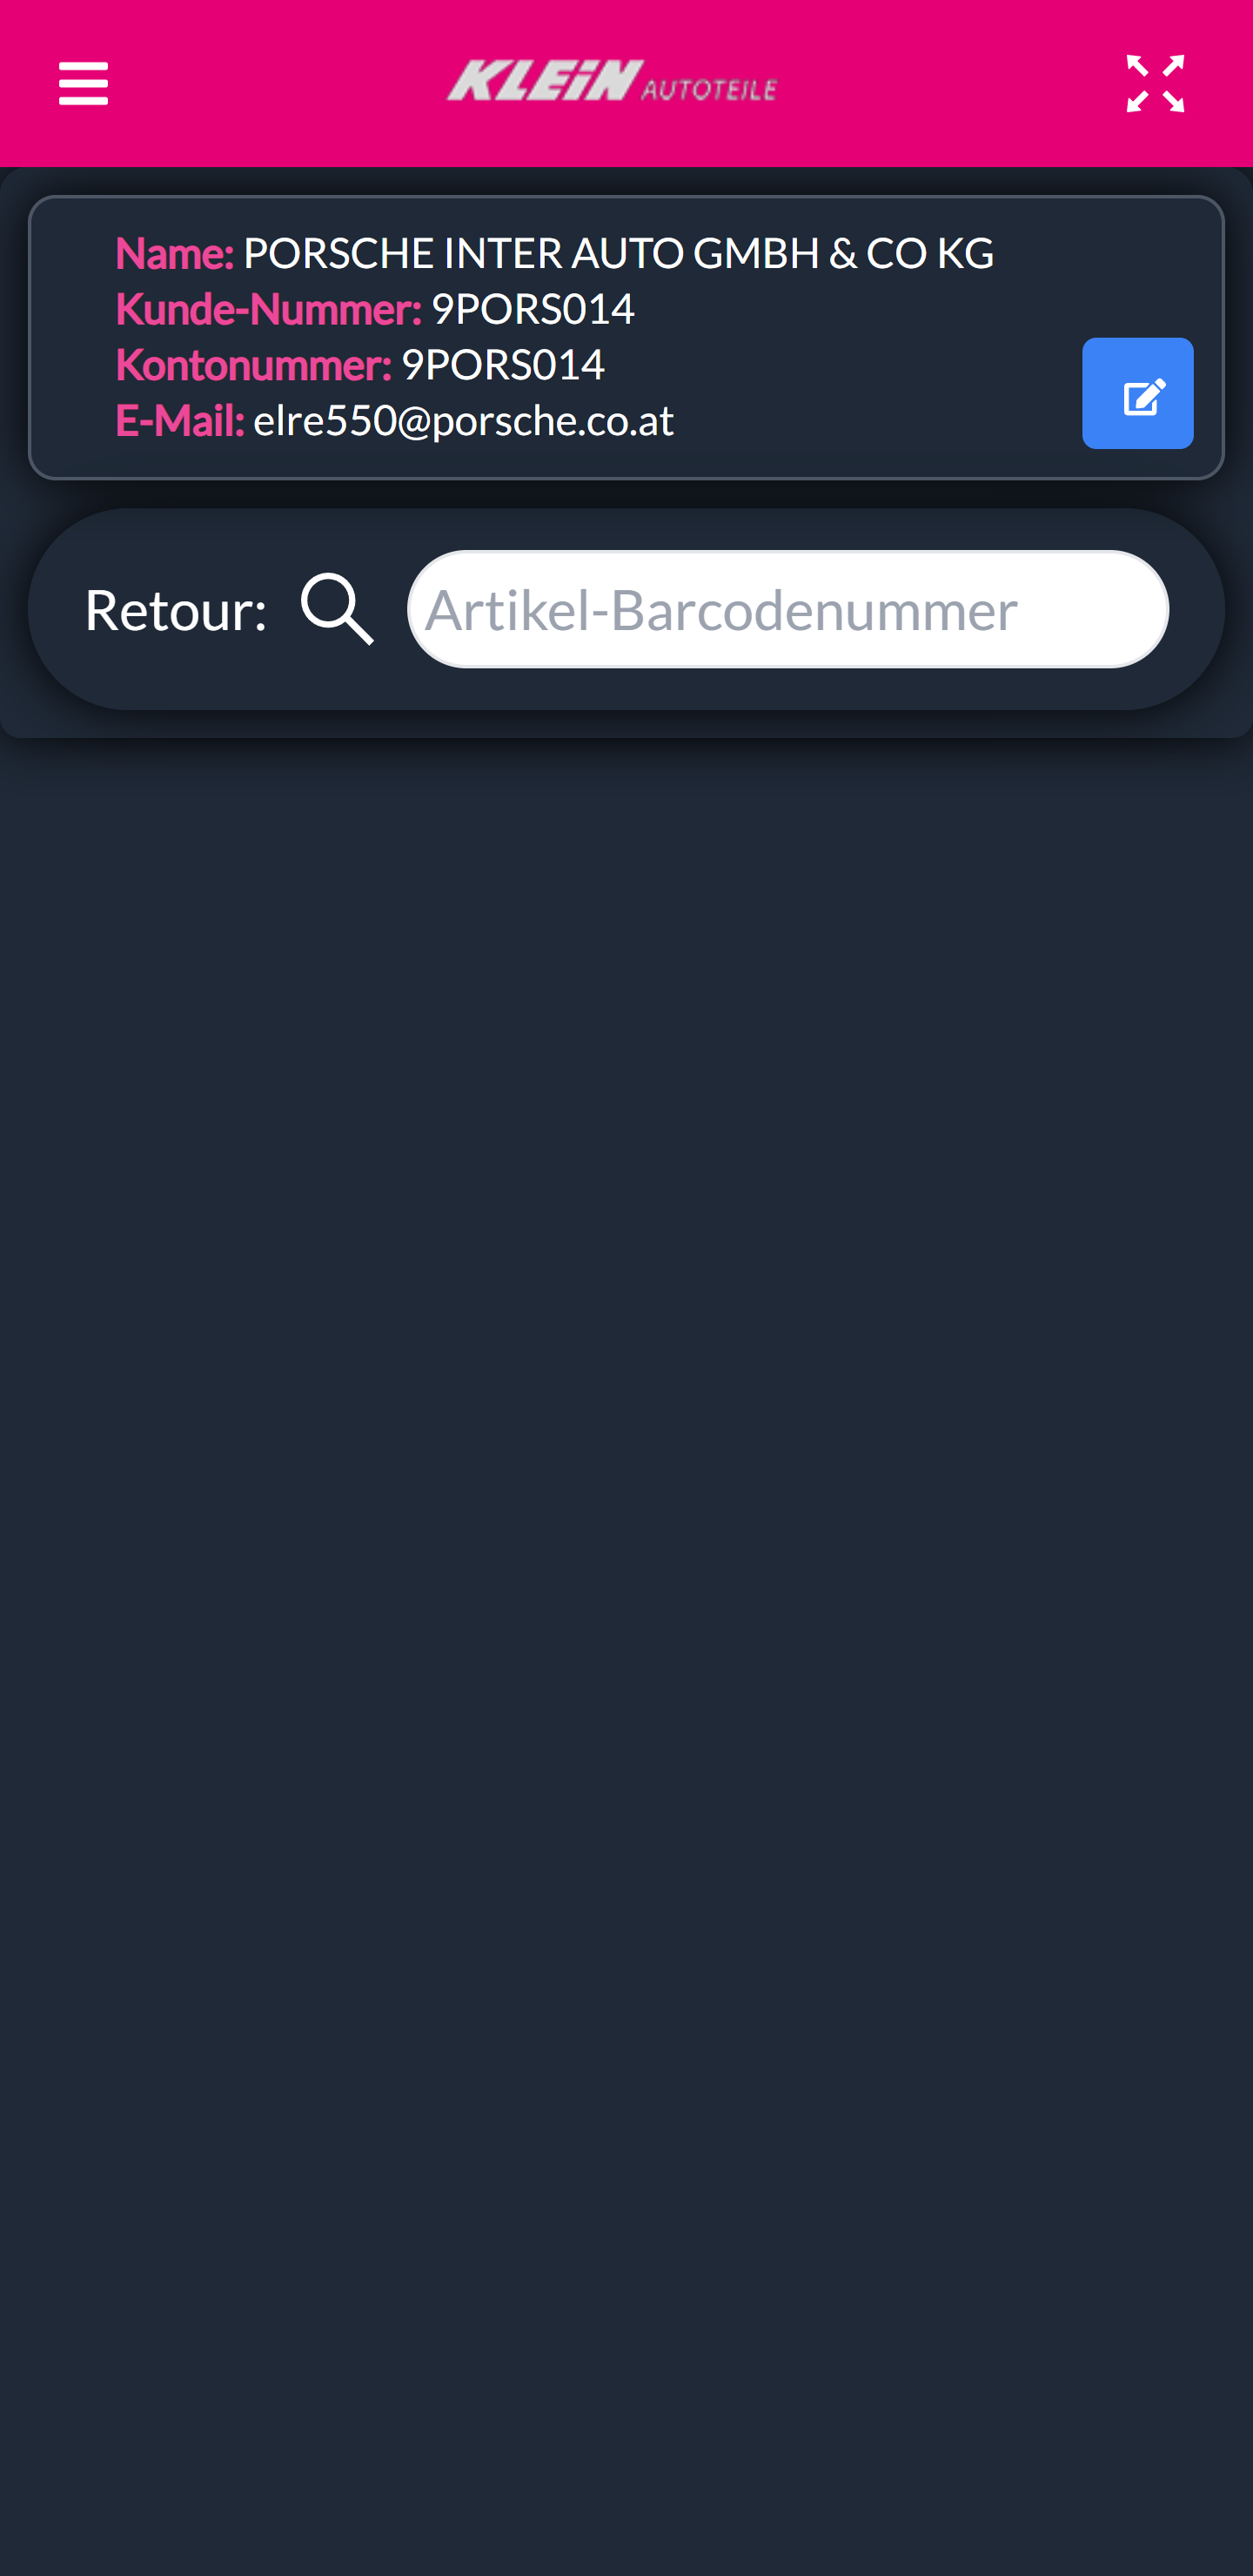 KLEiN AUTOTEILE
Name: PORSCHE INTER AUTO GMBH & CO KG
Kunde-Nummer: 9PORS014
Kontonummer: 9PORS014
E-Mail: elre550@porsche.co.at
Retour: Artikel-Barcodenummer